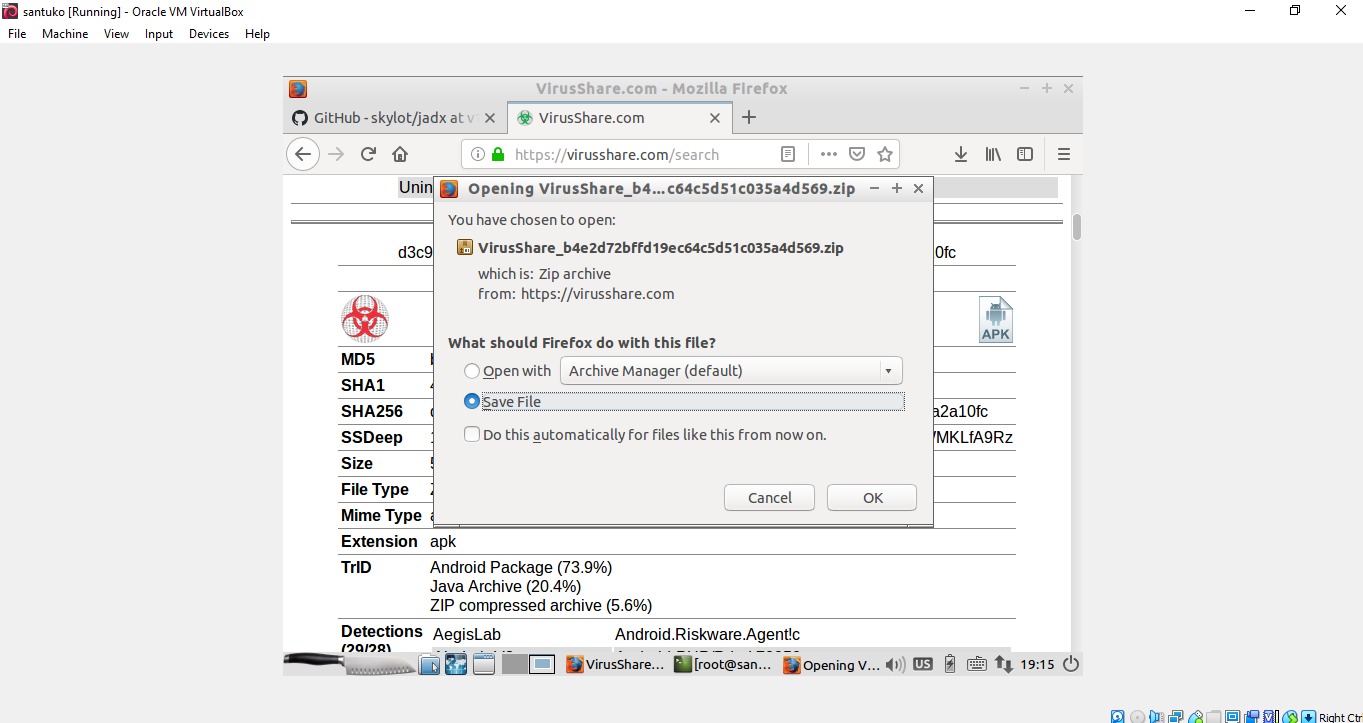 santuko [Running] - Oracle VM VirtualBox
File Machine View Input Devices Help
VirusShare.com - Mozilla Firefox
GitHub - skylot/jadx at v
VirusShare.com
https://virusshare.com/search
Unin
Opening VirusShare_b4...c64c5d51c035a4d569.zip
You have chosen to open:
VirusShare_b4e2d72bffd19ec64c5d51c035a4d569.zip
which is: Zip archive
from: https://virusshare.com
What should Firefox do with this file?
Open with Archive Manager (default)
Save File
Do this automatically for files like this from now on.
Cancel OK
d3c9 0fc
APK
MD5
SHA1
SHA256 a2a10fc
SSDeep VMKLfA9Rz
Size
File Type
Mime Type
Extension apk
TrID Android Package (73.9%)
Java Archive (20.4%)
ZIP compressed archive (5.6%)
Detections AegisLab Android.Riskware.Agent!c
(29/28)
VirusShare... [root@san... Opening V... US 19:15
Right Ctrl